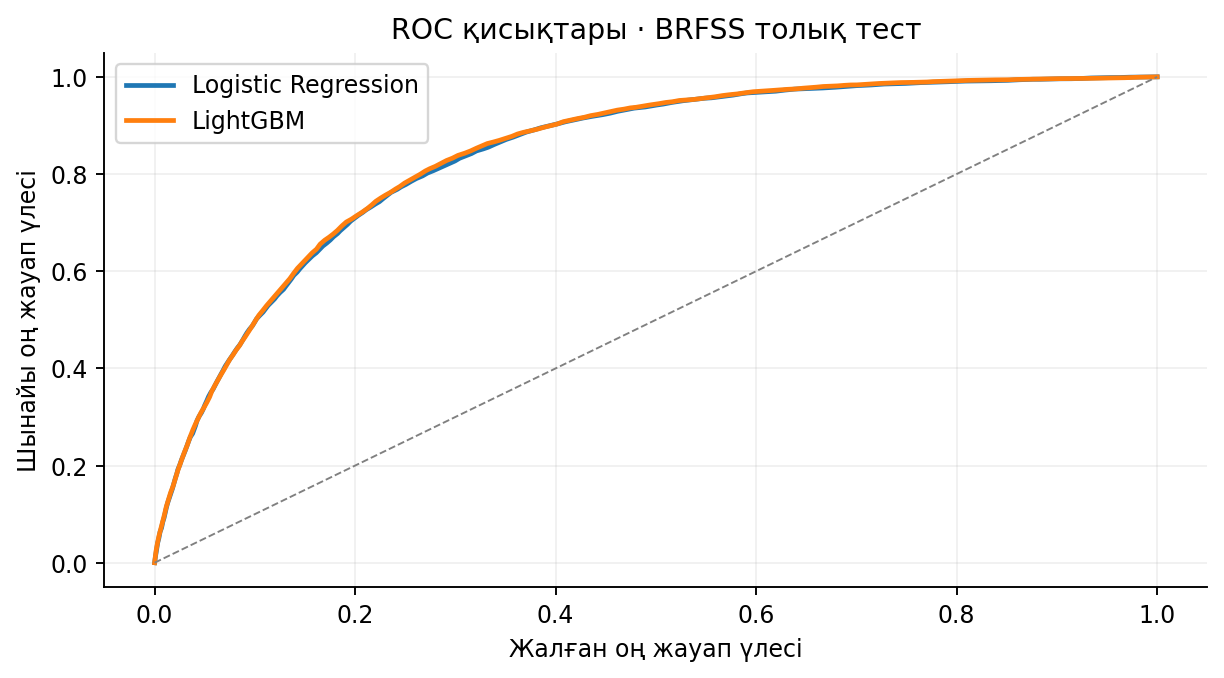 ROC қисықтары · BRFSS толық тест
Logistic Regression
LightGBM
Шынайы оң жауап үлесі
1.0
0.8
0.6
0.4
0.2
0.0
0.0 0.2 0.4 0.6 0.8 1.0
Жалған оң жауап үлесі